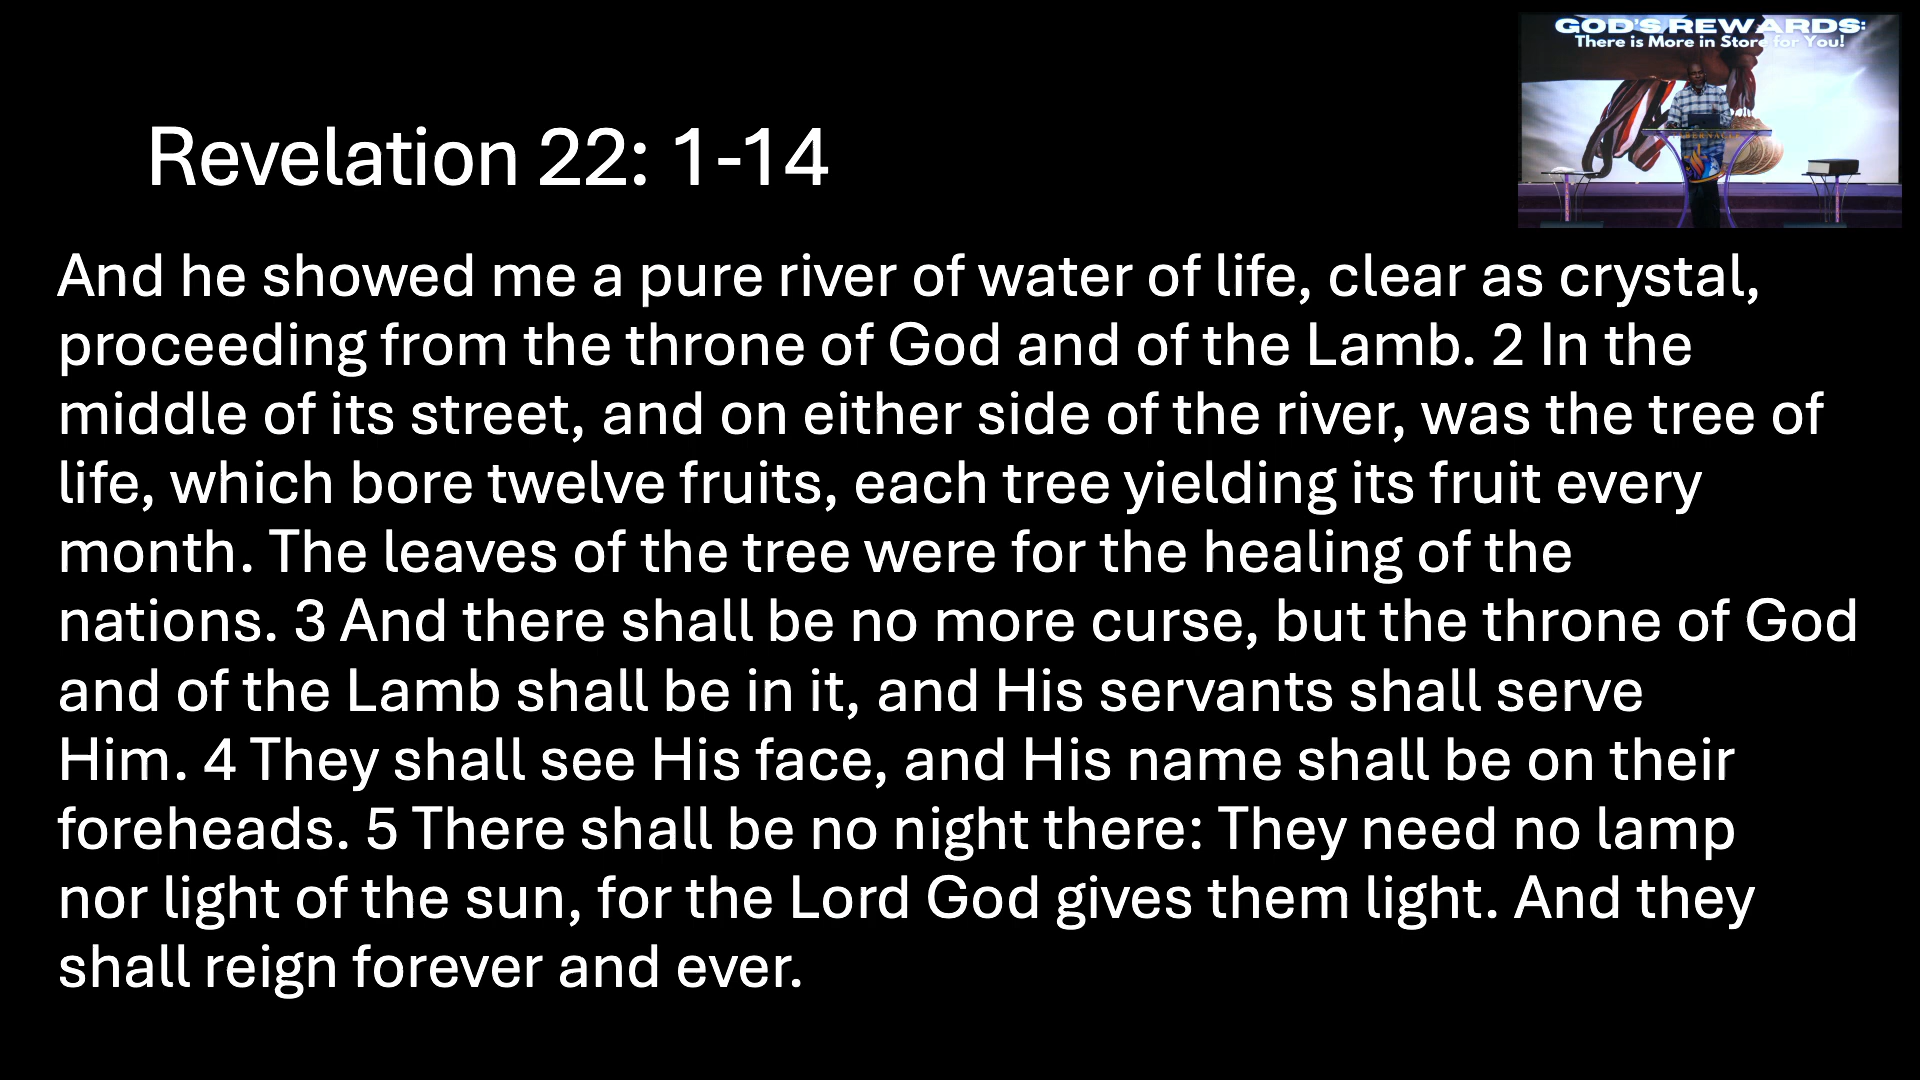 GOD'S REWARDS:
There is More in Store for You!
Revelation 22: 1-14
And he showed me a pure river of water of life, clear as crystal,
proceeding from the throne of God and of the Lamb. 2 In the
middle of its street, and on either side of the river, was the tree of
life, which bore twelve fruits, each tree yielding its fruit every
month. The leaves of the tree were for the healing of the
nations. 3 And there shall be no more curse, but the throne of God
and of the Lamb shall be in it, and His servants shall serve
Him. 4 They shall see His face, and His name shall be on their
foreheads. 5 There shall be no night there: They need no lamp
nor light of the sun, for the Lord God gives them light. And they
shall reign forever and ever.